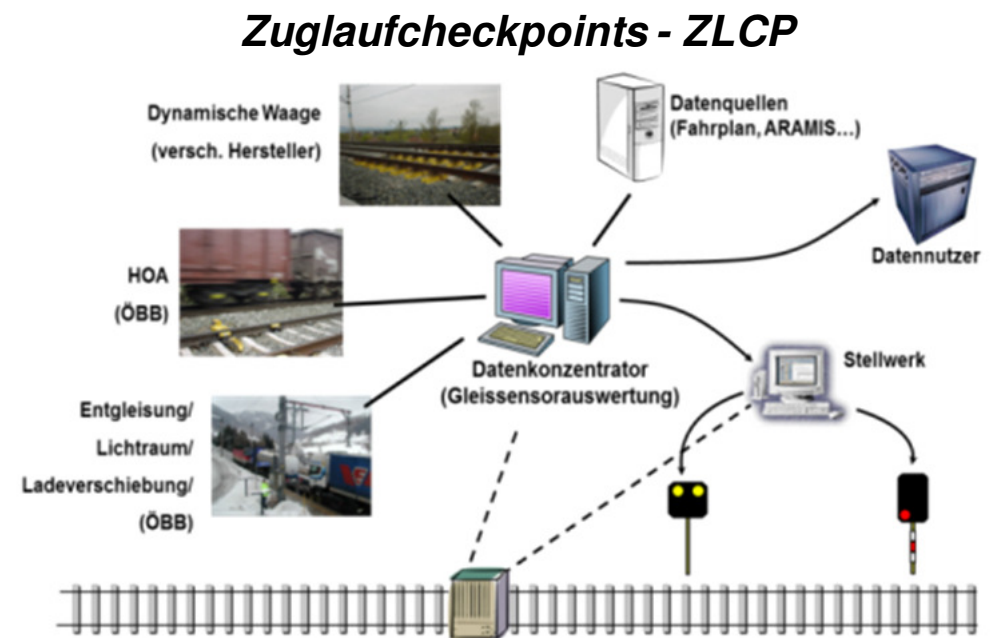 Zuglaufcheckpoints - ZLCP
Dynamische Waage
(versch. Hersteller)
Datenquellen
(Fahrplan, ARAMIS...)
Datennutzer
HOA
(ÖBB)
Datenkonzentrator
(Gleissensorauswertung)
Stellwerk
Entgleisung/
Lichtraum/
Ladeverschiebung/
(ÖBB)